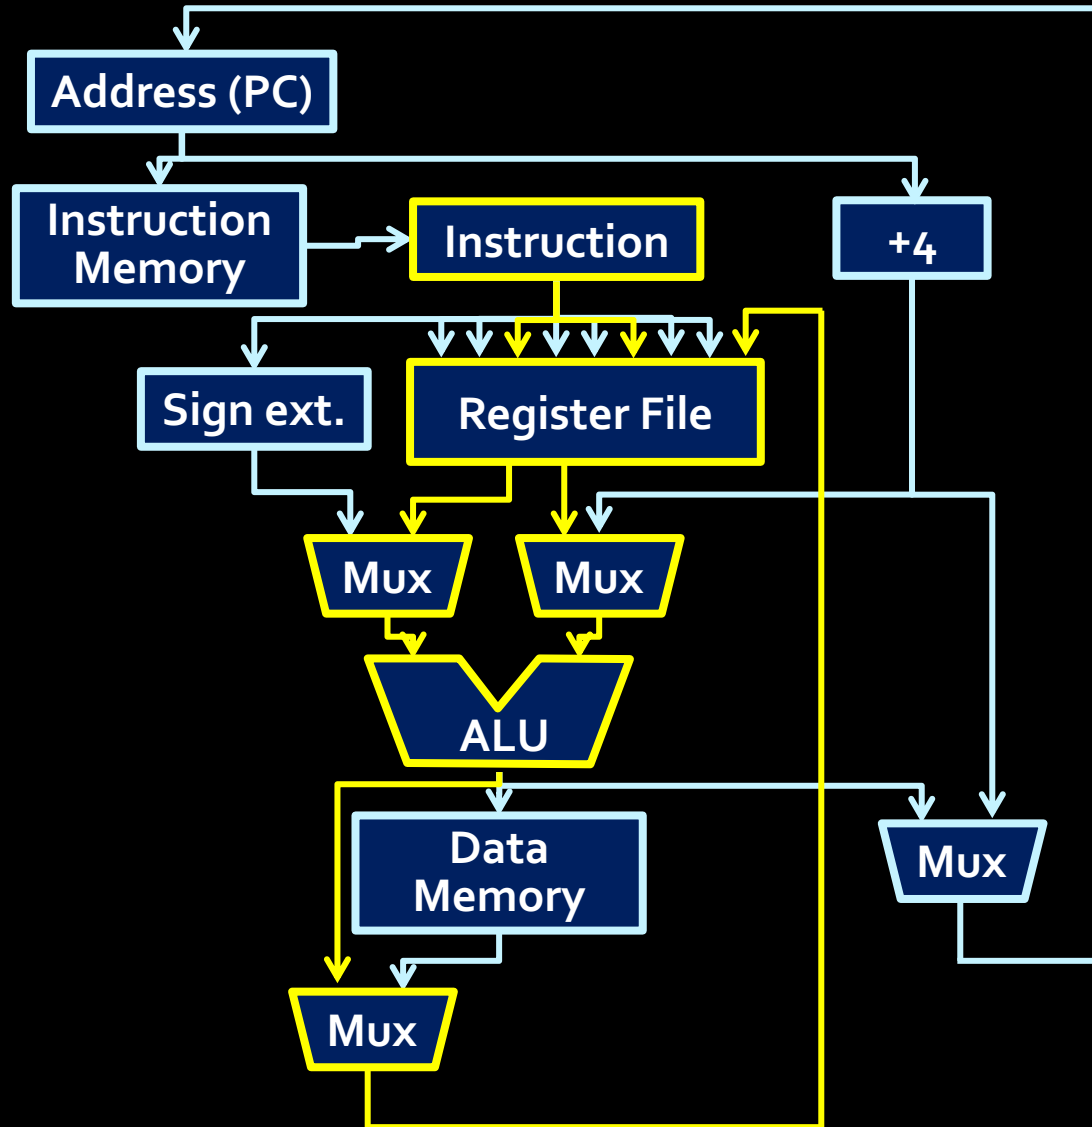 Address (PC)
Instruction
Memory
Instruction
+4
Sign ext.
Register File
Mux
Mux
ALU
Data
Memory
Mux
Mux